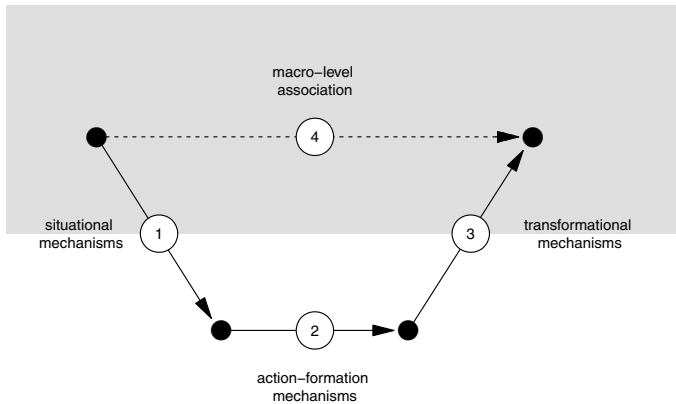 macro−level
association
4
situational
mechanisms
1
3
transformational
mechanisms
2
action−formation
mechanisms